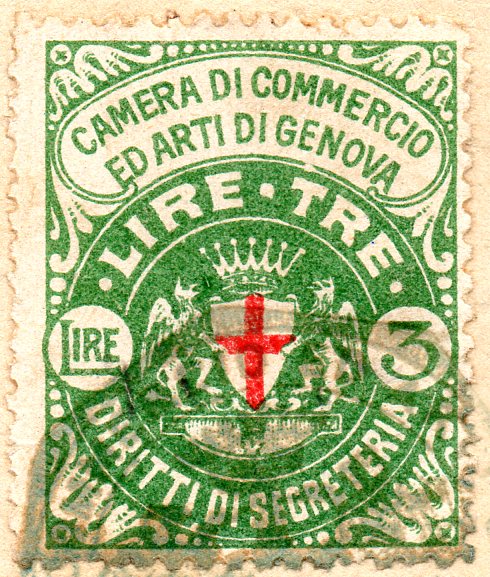 CAMERA DI COMMERCIO
ED ARTI DI GENOVA
· LIRE · TRE ·
LIRE
3
DIRITTI DI SEGRETERIA